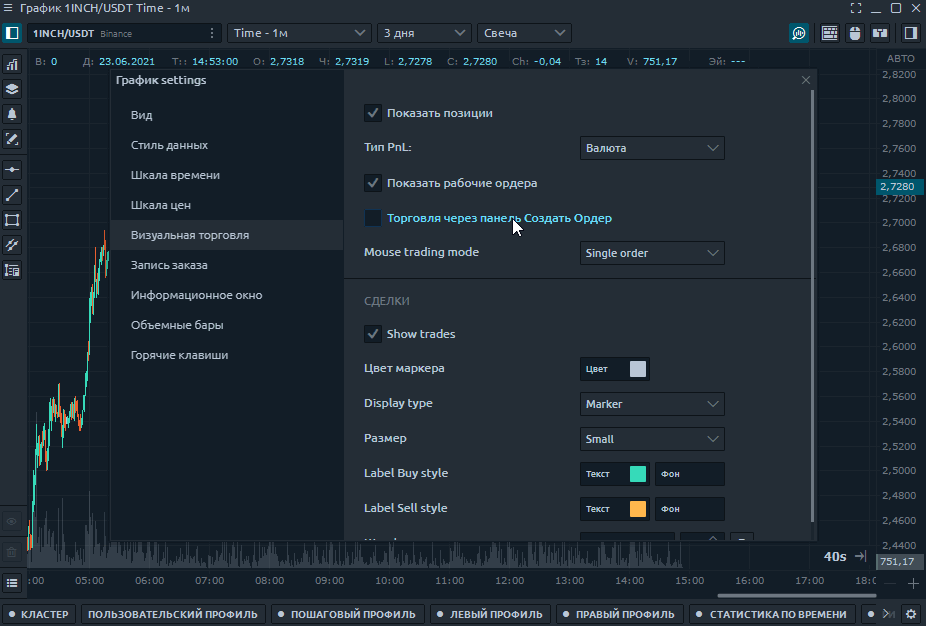 График 1INCH/USDT Time - 1м
1INCH/USDT Binance
Time - 1м
3 дня
Свеча
В: 0 Д: 23.06.2021 Т:: 14:53:00 О: 2,7318 Ч: 2,7319 L: 2,7278 С: 2,7280 Ch: -0,04 Тз: 14 V: 751,17 Эй: ---
АВТО
График settings
Вид
Стиль данных
Шкала времени
Шкала цен
Визуальная торговля
Запись заказа
Информационное окно
Объемные бары
Горячие клавиши
Показать позиции
Тип PnL: Валюта
Показать рабочие ордера
Торговля через панель Создать Ордер
Mouse trading mode Single order
СДЕЛКИ
Show trades
Цвет маркера Цвет
Display type Marker
Размер Small
Label Buy style Текст Фон
Label Sell style Текст Фон
2,8200
2,8000
2,7800
2,7600
2,7400
2,7280
2,7200
2,7000
2,6800
2,6600
2,6400
2,6200
2,6000
2,5800
2,5600
2,5400
2,5200
2,5000
2,4800
2,4600
2,4400
751,17
40s
:00 05:00 06:00 07:00 08:00 09:00 10:00 11:00 12:00 13:00 14:00 15:00 16:00 17:00 18:0
КЛАСТЕР ПОЛЬЗОВАТЕЛЬСКИЙ ПРОФИЛЬ ПОШАГОВЫЙ ПРОФИЛЬ ЛЕВЫЙ ПРОФИЛЬ ПРАВЫЙ ПРОФИЛЬ СТАТИСТИКА ПО ВРЕМЕНИ